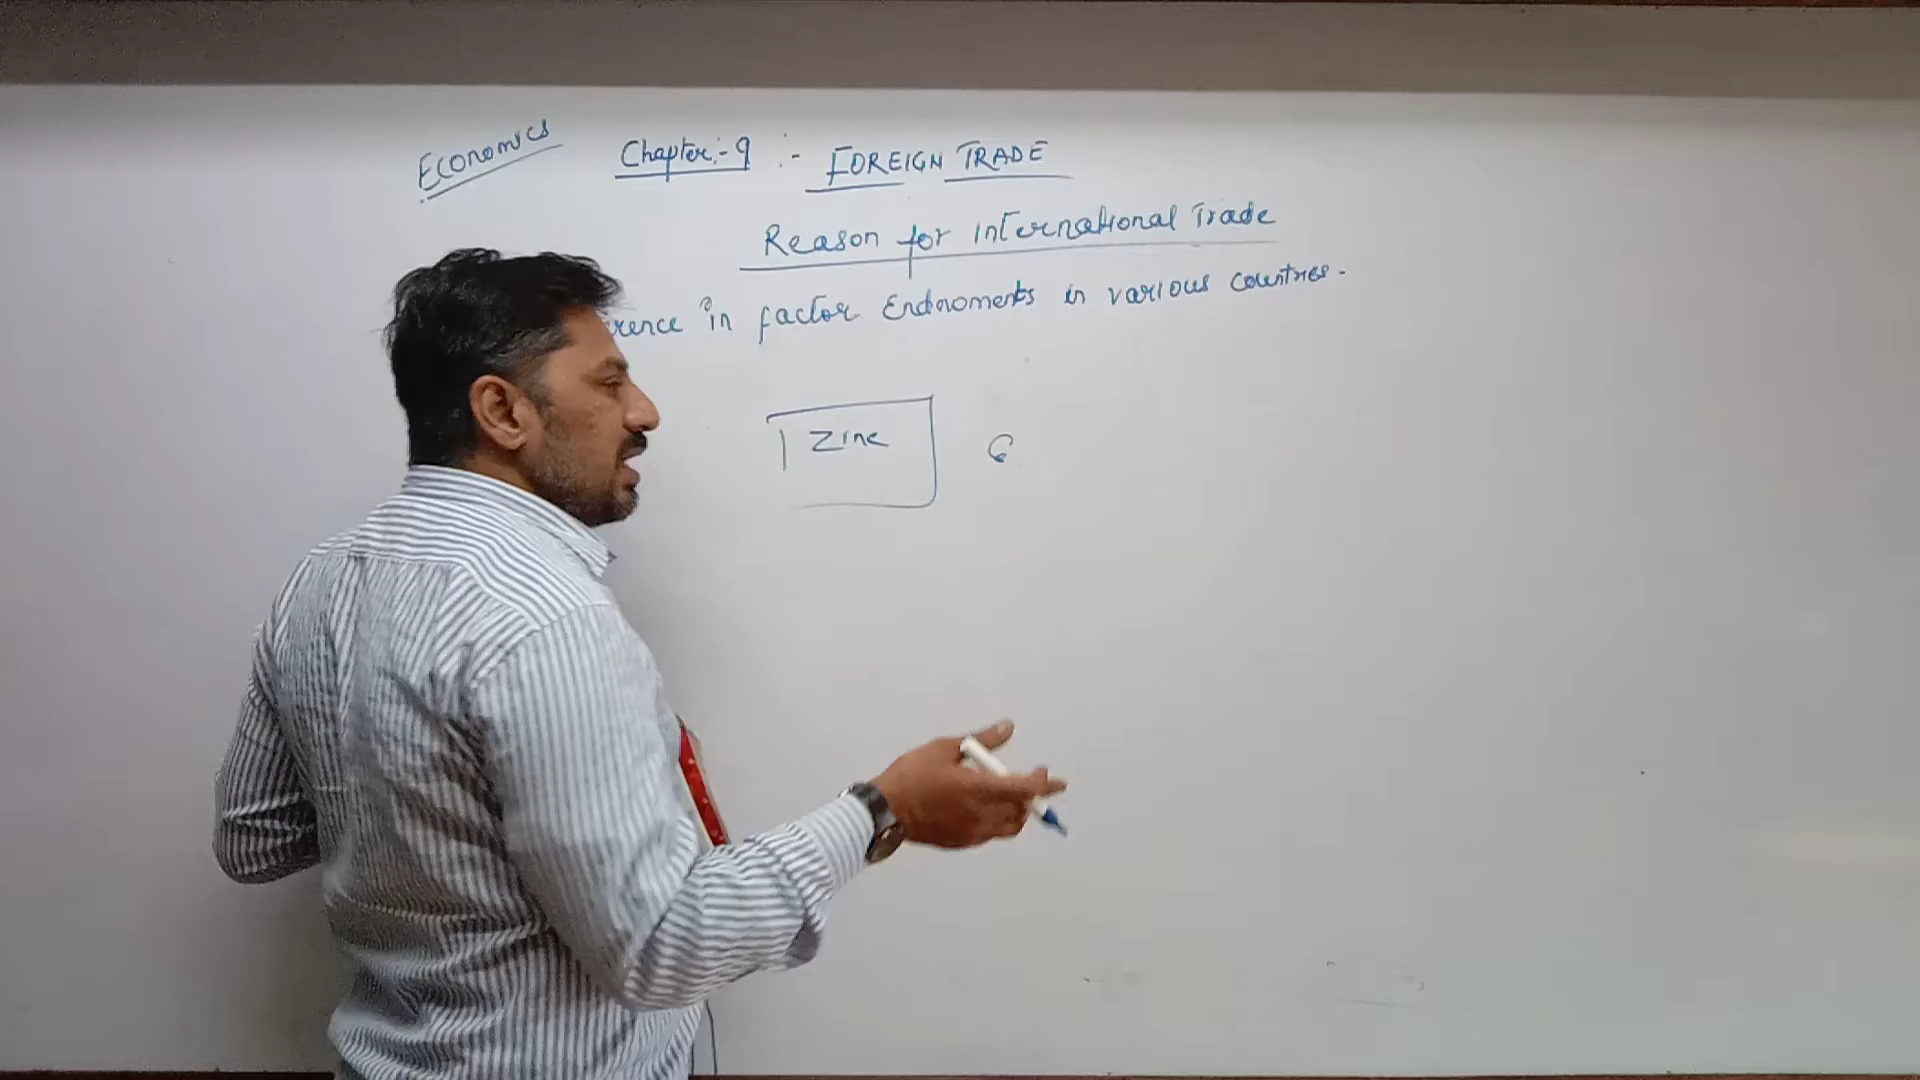 Economics
Chapter:-9 :- FOREIGN TRADE
Reason for international Trade
in factor Endowments in various countries.
Zinc